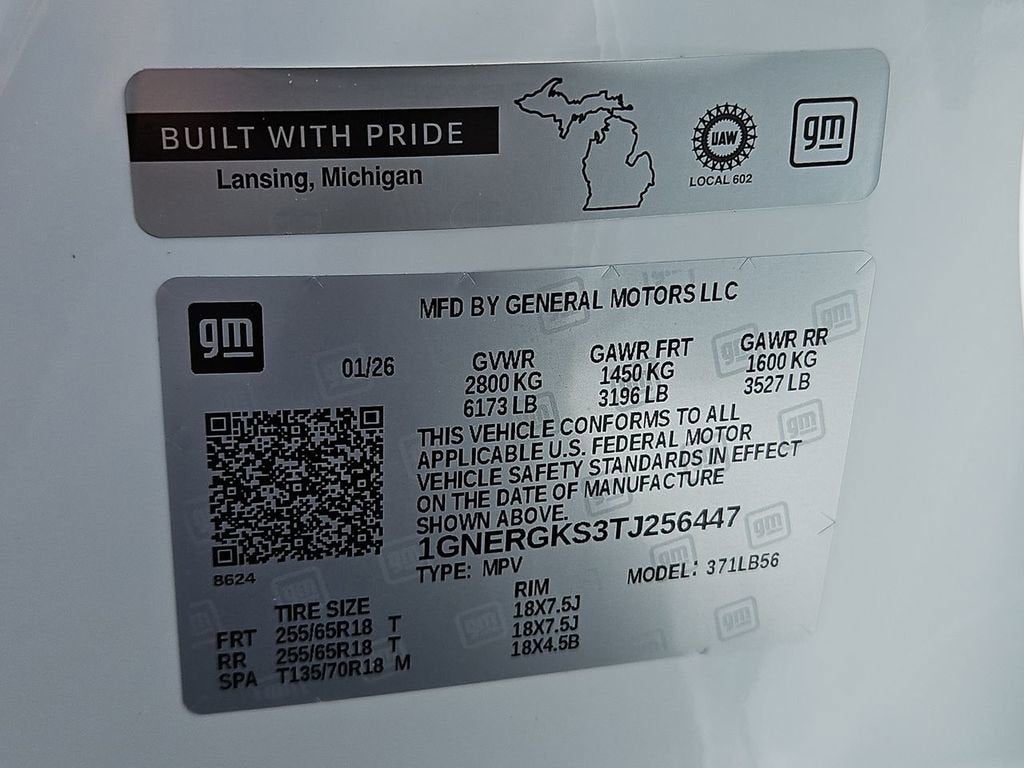 BUILT WITH PRIDE
Lansing, Michigan
UAW
LOCAL 602
gm
gm
MFD BY GENERAL MOTORS LLC
01/26
GVWR
2800 KG
6173 LB
GAWR FRT
1450 KG
3196 LB
GAWR RR
1600 KG
3527 LB
THIS VEHICLE CONFORMS TO ALL
APPLICABLE U.S. FEDERAL MOTOR
VEHICLE SAFETY STANDARDS IN EFFECT
ON THE DATE OF MANUFACTURE
SHOWN ABOVE.
1GNERGKS3TJ256447
TYPE: MPV
MODEL: 371LB56
8624
TIRE SIZE RIM
FRT 255/65R18 T 18X7.5J
RR 255/65R18 T 18X7.5J
SPA T135/70R18 M 18X4.5B